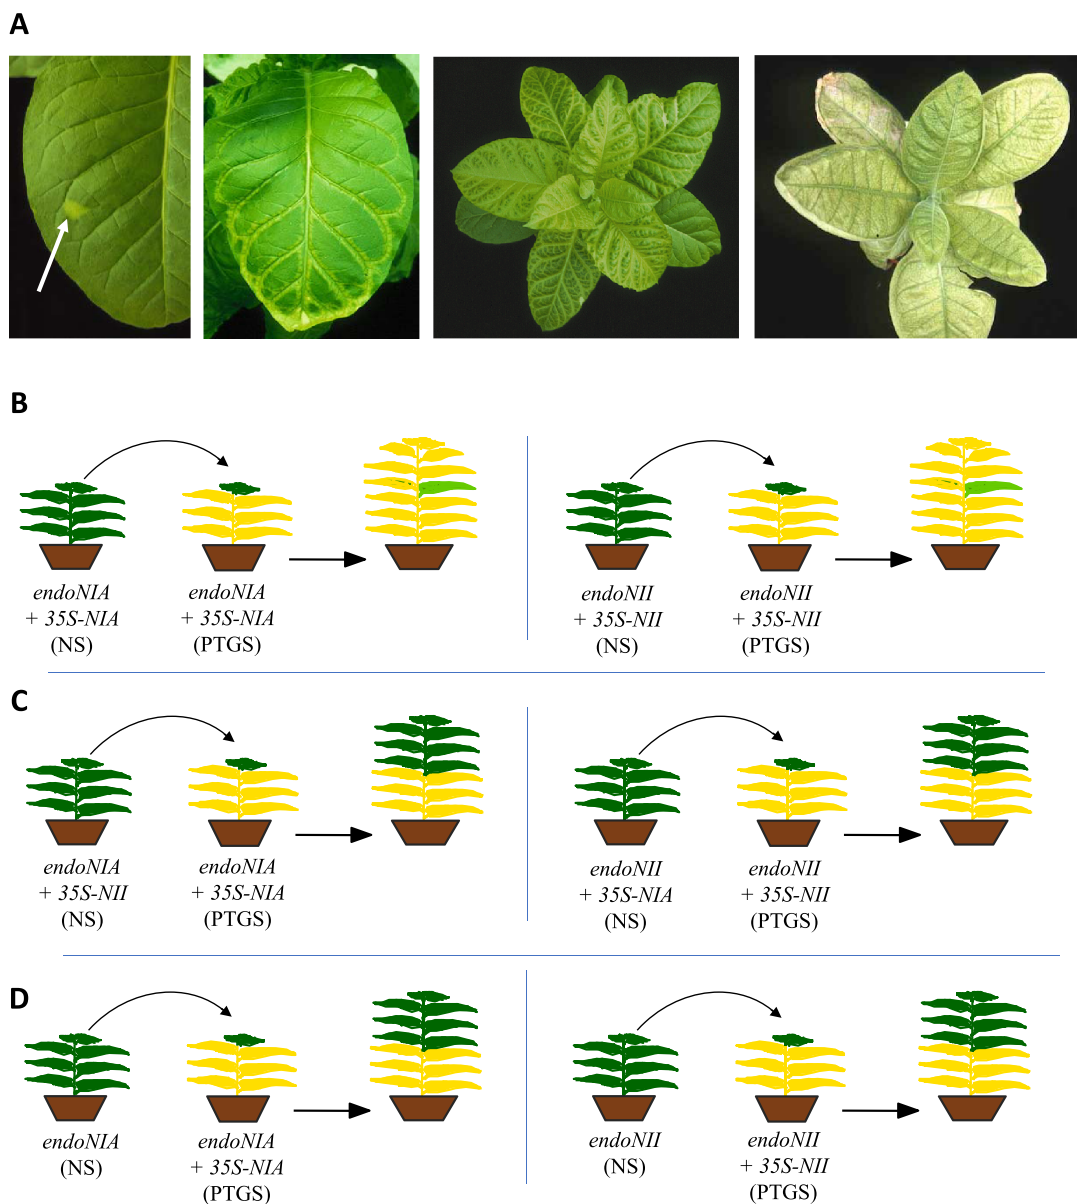 A
B
endoNIA
+ 35S-NIA
(NS)
endoNIA
+ 35S-NIA
(PTGS)
endoNII
+ 35S-NII
(NS)
endoNII
+ 35S-NII
(PTGS)
C
endoNIA
+ 35S-NII
(NS)
endoNIA
+ 35S-NIA
(PTGS)
endoNII
+ 35S-NIA
(NS)
endoNII
+ 35S-NII
(PTGS)
D
endoNIA
(NS)
endoNIA
+ 35S-NIA
(PTGS)
endoNII
(NS)
endoNII
+ 35S-NII
(PTGS)